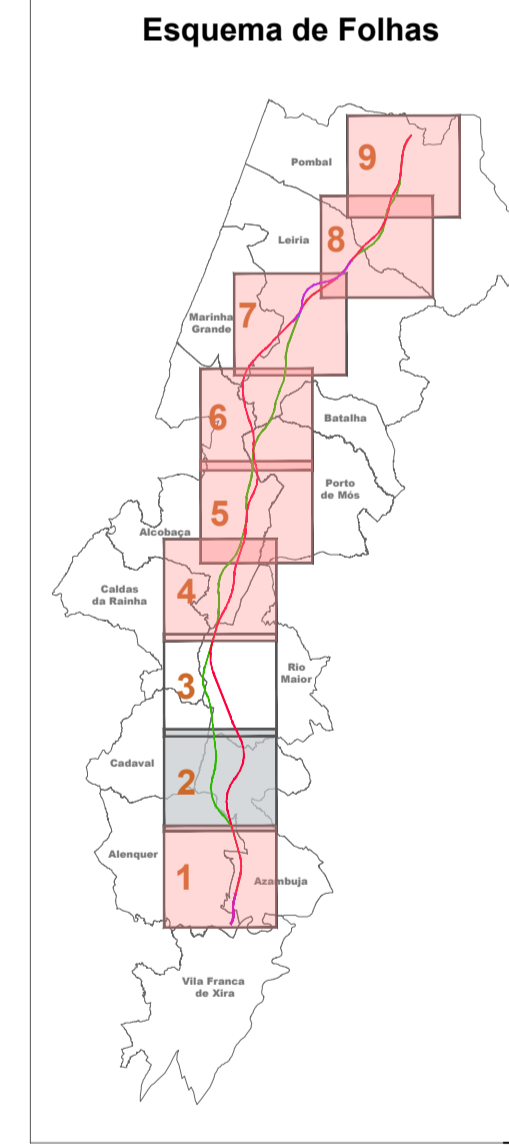 Esquema de Folhas
9
Pombal
8
Leiria
7
Marinha
Grande
6
Batalha
Porto
de Mós
5
Alcobaça
4
Caldas
da Rainha
Rio
Maior
3
Cadaval
2
Alenquer
1
Azambuja
Vila Franca
de Xira